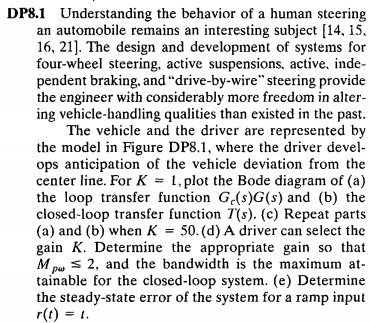 DP8.1 Understanding the behavior of a human steering
an automobile remains an interesting subject [14, 15,
16, 21]. The design and development of systems for
four-wheel steering, active suspensions, active, inde-
pendent braking, and "drive-by-wire" steering provide
the engineer with considerably more freedom in alter-
ing vehicle-handling qualities than existed in the past.
The vehicle and the driver are represented by
the model in Figure DP8.1, where the driver devel-
ops anticipation of the vehicle deviation from the
center line. For K = 1, plot the Bode diagram of (a)
the loop transfer function Gc(s)G(s) and (b) the
closed-loop transfer function T(s). (c) Repeat parts
(a) and (b) when K = 50. (d) A driver can select the
gain K. Determine the appropriate gain so that
Mpω ≤ 2, and the bandwidth is the maximum at-
tainable for the closed-loop system. (e) Determine
the steady-state error of the system for a ramp input
r(t) = t.